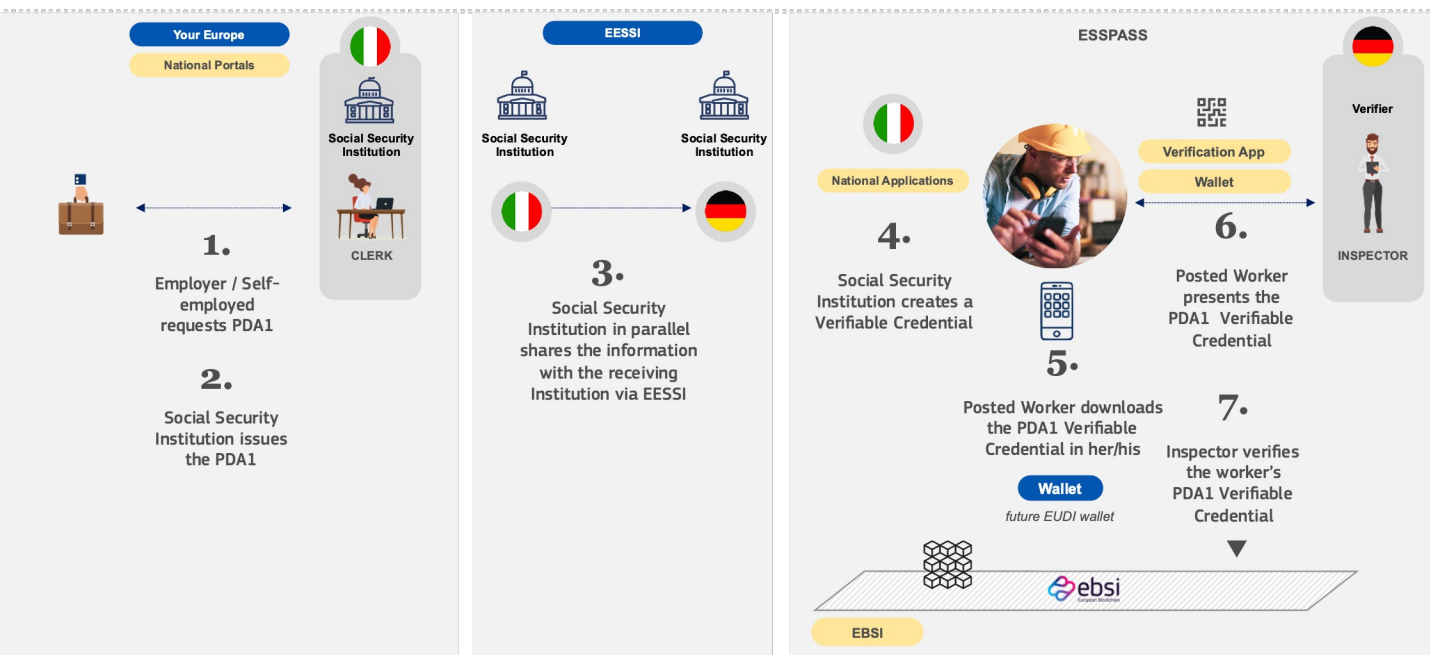 Your Europe
National Portals
Social Security
Institution
CLERK
1.
Employer / Self-
employed
requests PDA1
2.
Social Security
Institution issues
the PDA1
EESSI
Social Security
Institution
Social Security
Institution
3.
Social Security
Institution in parallel
shares the information
with the receiving
Institution via EESSI
ESSPASS
National Applications
4.
Social Security
Institution creates a
Verifiable Credential
5.
Posted Worker downloads
the PDA1 Verifiable
Credential in her/his
Wallet
future EUDI wallet
Verification App
Wallet
6.
Posted Worker
presents the
PDA1 Verifiable
Credential
7.
Inspector verifies
the worker's
PDA1 Verifiable
Credential
Verifier
INSPECTOR
ebsi
European Blockchain
EBSI